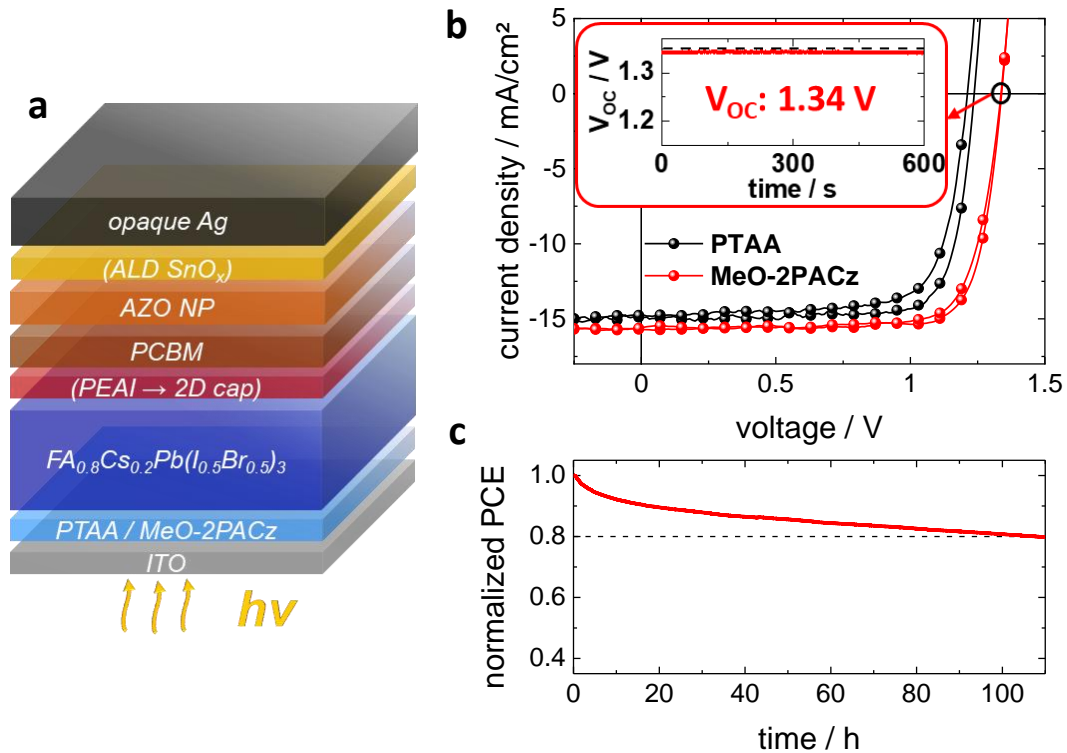 a
opaque Ag
(ALD SnOₓ)
AZO NP
PCBM
(PEAI → 2D cap)
FA₀.₈Cs₀.₂Pb(I₀.₅Br₀.₅)₃
PTAA / MeO-2PACz
ITO
hν
b
current density / mA/cm²
5
0
-5
-10
-15
V_OC / V
1.3
1.2
V_OC: 1.34 V
0 300 600
time / s
PTAA
MeO-2PACz
0 0.5 1 1.5
voltage / V
c
normalized PCE
1.0
0.8
0.6
0.4
0 20 40 60 80 100
time / h